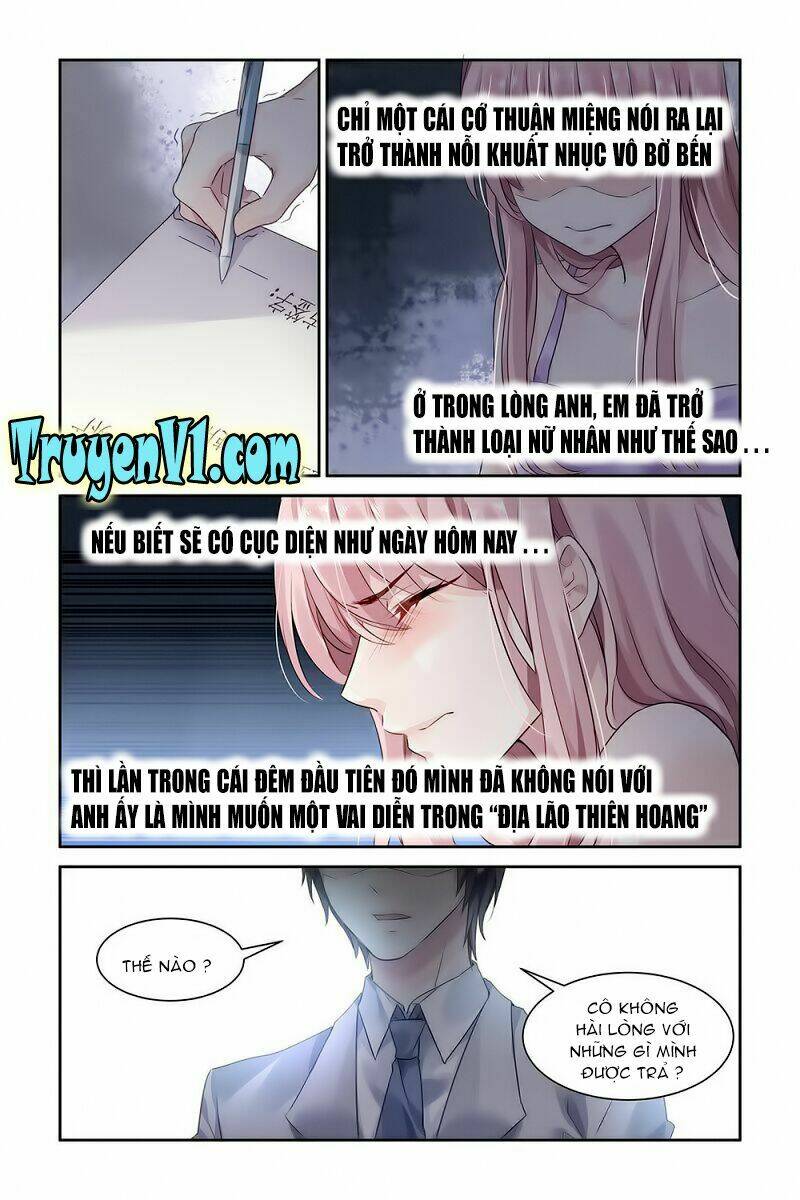 CHỈ MỘT CÁI CỚ THUẬN MIỆNG NÓI RA LẠI
TRỞ THÀNH NỖI KHUẤT NHỤC VÔ BỜ BẾN
Ở TRONG LÒNG ANH, EM ĐÃ TRỞ
THÀNH LOẠI NỮ NHÂN NHƯ THẾ SAO . . .
TruyenV1.com
NẾU BIẾT SẼ CÓ CỤC DIỆN NHƯ NGÀY HÔM NAY . . .
THÌ LẦN TRONG CÁI ĐÊM ĐẦU TIÊN ĐÓ MÌNH ĐÃ KHÔNG NÓI VỚI
ANH ẤY LÀ MÌNH MUỐN MỘT VAI DIỄN TRONG “ĐỊA LÃO THIÊN HOANG”
THẾ NÀO ?
CÔ KHÔNG
HÀI LÒNG VỚI
NHỮNG GÌ MÌNH
ĐƯỢC TRẢ ?